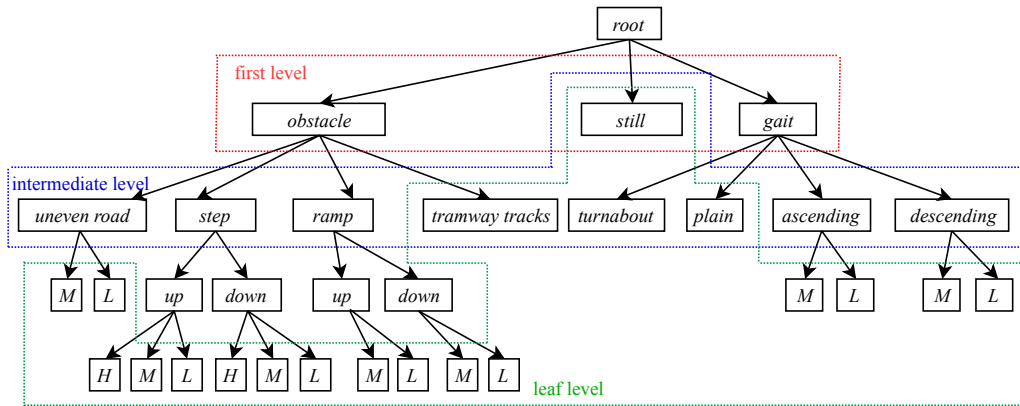 root
first level
obstacle still gait
intermediate level
uneven road step ramp tramway tracks turnabout plain ascending descending
M L up down up down M L M L
H M L H M L M L M L
leaf level